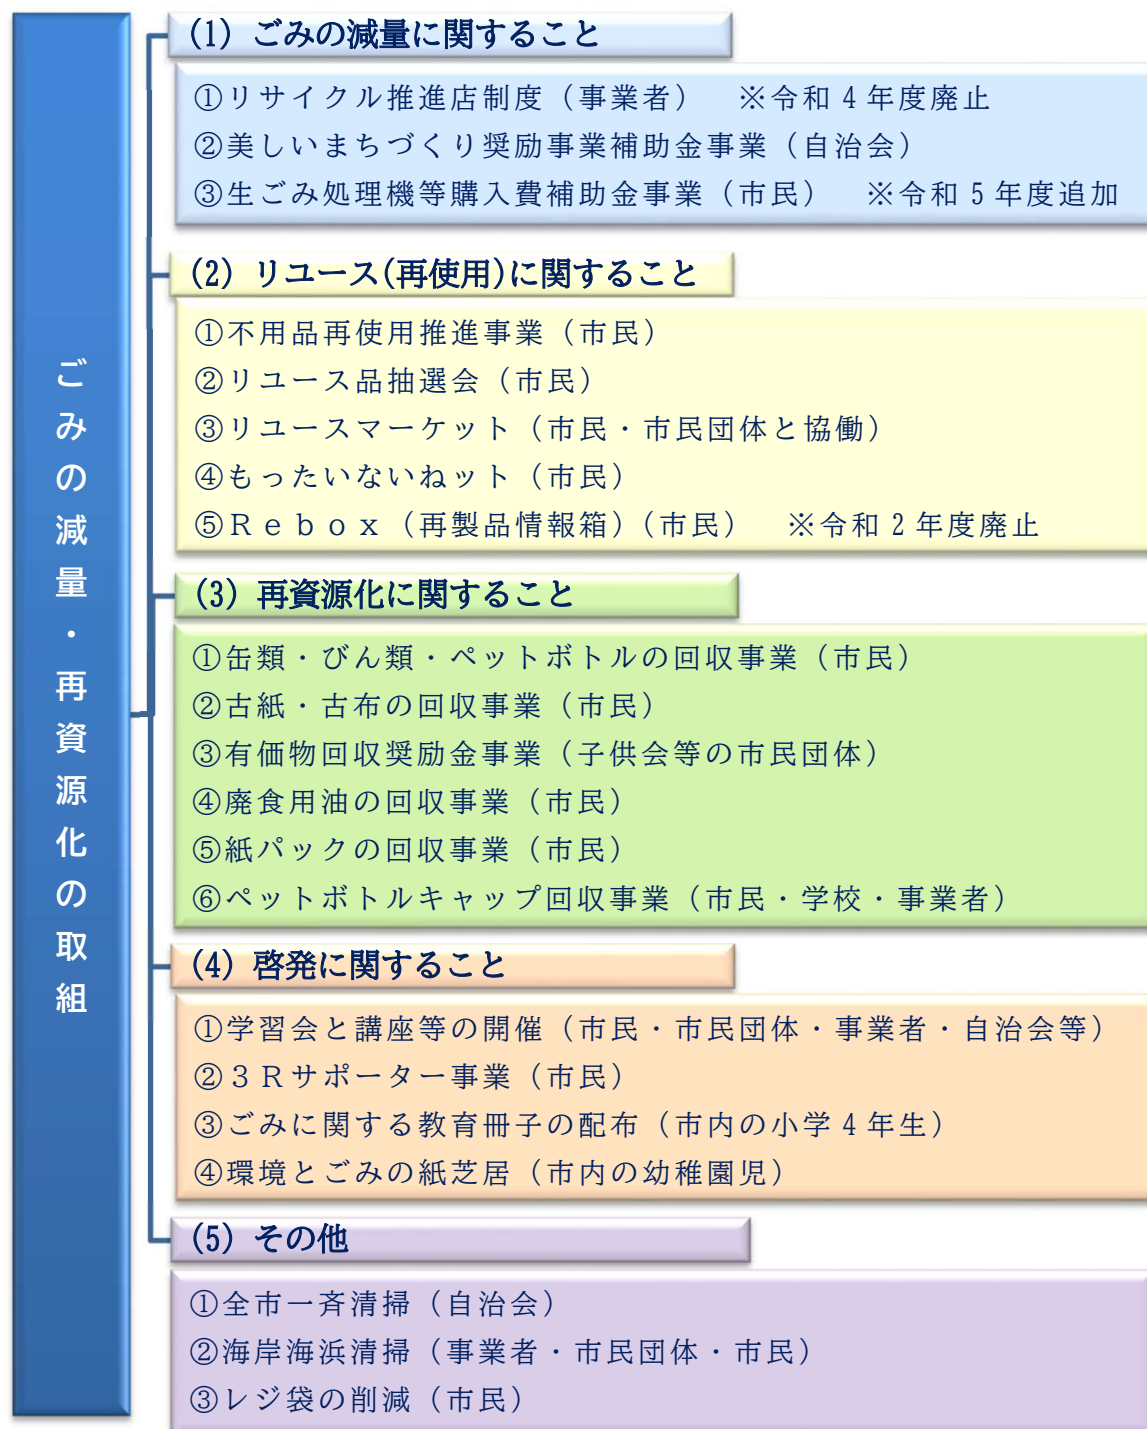 ごみの減量・再資源化の取組
(1) ごみの減量に関すること
①リサイクル推進店制度（事業者）　※令和4年度廃止
②美しいまちづくり奨励事業補助金事業（自治会）
③生ごみ処理機等購入費補助金事業（市民）　※令和5年度追加
(2) リユース(再使用)に関すること
①不用品再使用推進事業（市民）
②リユース品抽選会（市民）
③リユースマーケット（市民・市民団体と協働）
④もったいないねット（市民）
⑤Ｒｅｂｏｘ（再製品情報箱）（市民）　※令和2年度廃止
(3) 再資源化に関すること
①缶類・びん類・ペットボトルの回収事業（市民）
②古紙・古布の回収事業（市民）
③有価物回収奨励金事業（子供会等の市民団体）
④廃食用油の回収事業（市民）
⑤紙パックの回収事業（市民）
⑥ペットボトルキャップ回収事業（市民・学校・事業者）
(4) 啓発に関すること
①学習会と講座等の開催（市民・市民団体・事業者・自治会等）
②３Ｒサポーター事業（市民）
③ごみに関する教育冊子の配布（市内の小学4年生）
④環境とごみの紙芝居（市内の幼稚園児）
(5) その他
①全市一斉清掃（自治会）
②海岸海浜清掃（事業者・市民団体・市民）
③レジ袋の削減（市民）